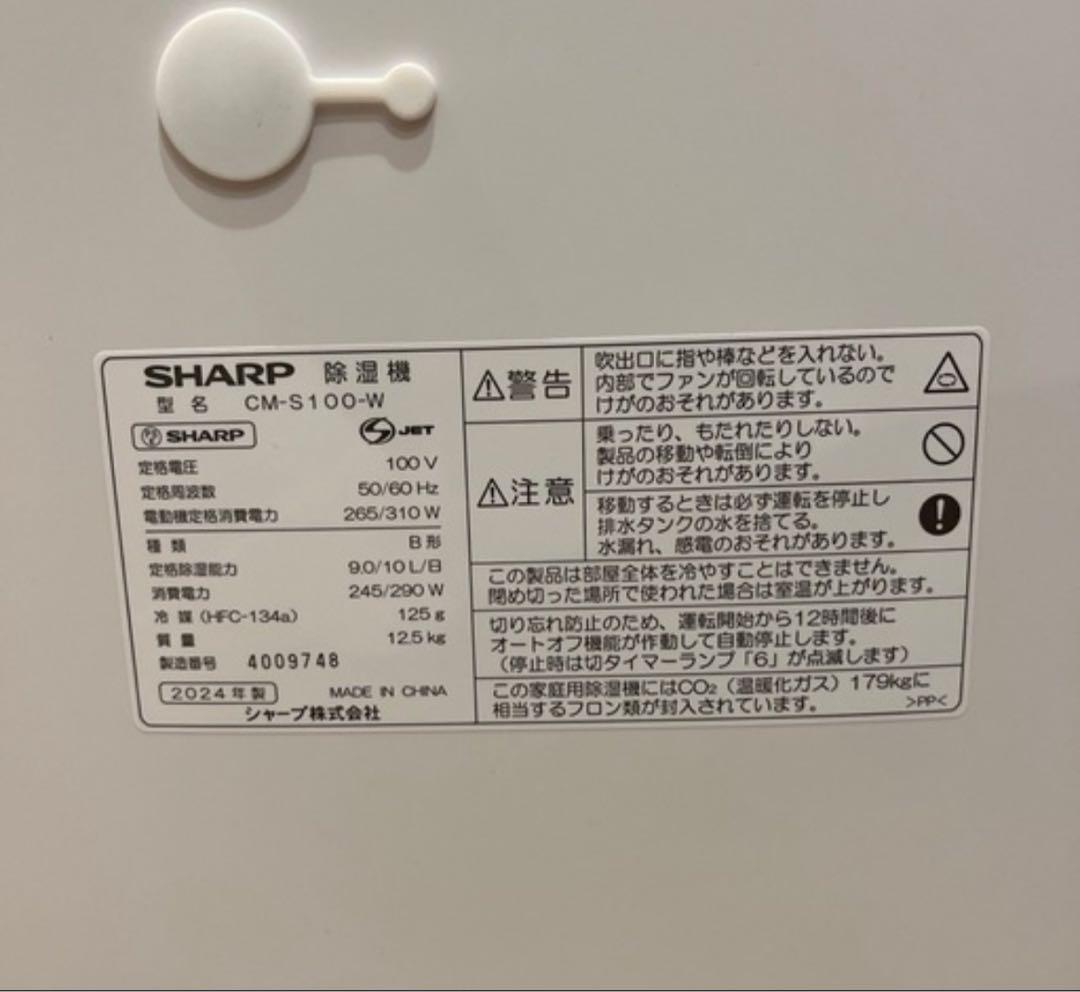 SHARP 除湿機
型名 CM-S100-W
SHARP JET
定格電圧 100V
定格周波数 50/60 Hz
電動機定格消費電力 265/310 W
種類 B形
定格除湿能力 9.0/10 L/日
消費電力 245/290 W
冷媒(HFC-134a) 125g
質量 12.5kg
製造番号 4009748
2024年製 MADE IN CHINA
シャープ株式会社
警告
吹出口に指や棒などを入れない。
内部でファンが回転しているので
けがのおそれがあります。
注意
乗ったり、もたれたりしない。
製品の移動や転倒により
けがのおそれがあります。
移動するときは必ず運転を停止し
排水タンクの水を捨てる。
水漏れ、感電のおそれがあります。
この製品は部屋全体を冷やすことはできません。
閉め切った場所で使われた場合は室温が上がります。
切り忘れ防止のため、運転開始から12時間後に
オートオフ機能が作動して自動停止します。
(停止時は切タイマーランプ「6」が点滅します)
この家庭用除湿機にはCO₂(温暖化ガス)179kgに
相当するフロン類が封入されています。
>PP<